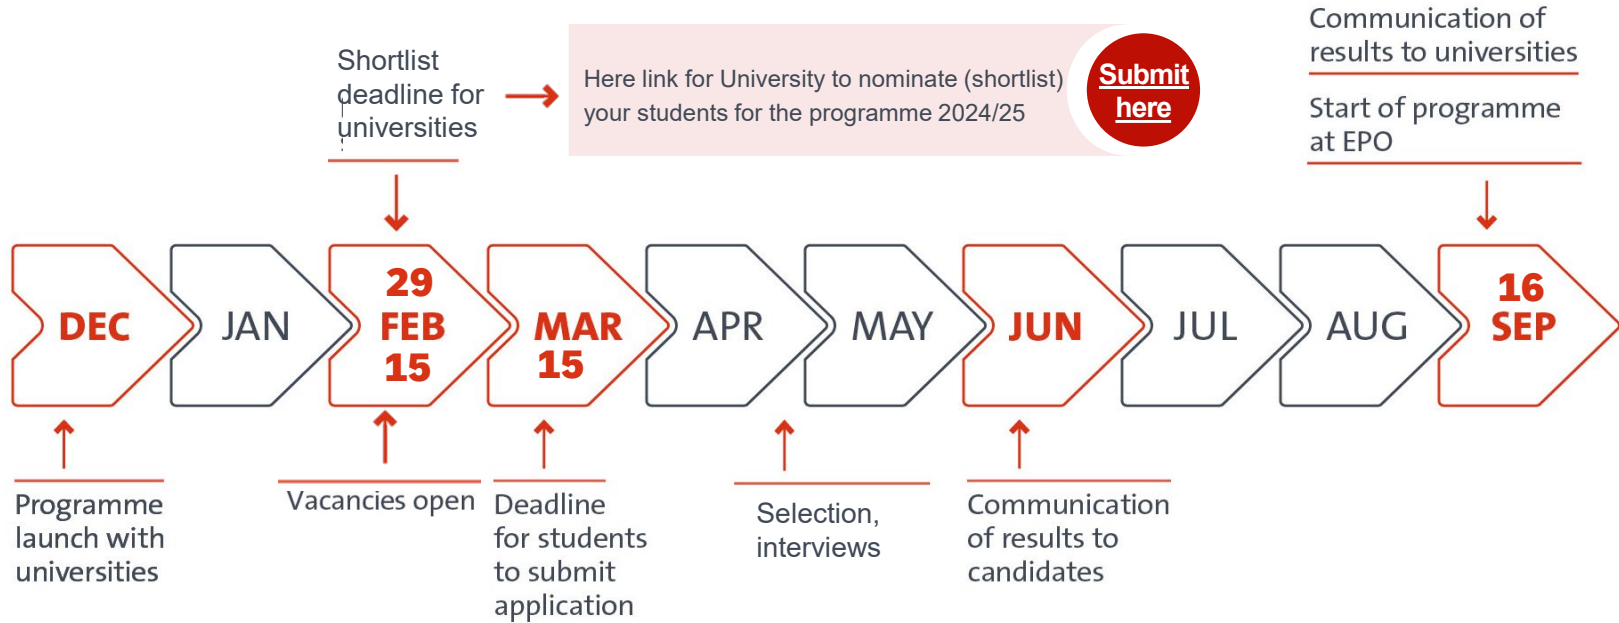 Communication of
results to universities
Start of programme
at EPO
Shortlist
deadline for
universities
Here link for University to nominate (shortlist)
your students for the programme 2024/25
Submit
here
DEC
JAN
29
FEB
15
MAR
15
APR
MAY
JUN
JUL
AUG
16
SEP
Programme
launch with
universities
Vacancies open
Deadline
for students
to submit
application
Selection,
interviews
Communication
of results to
candidates